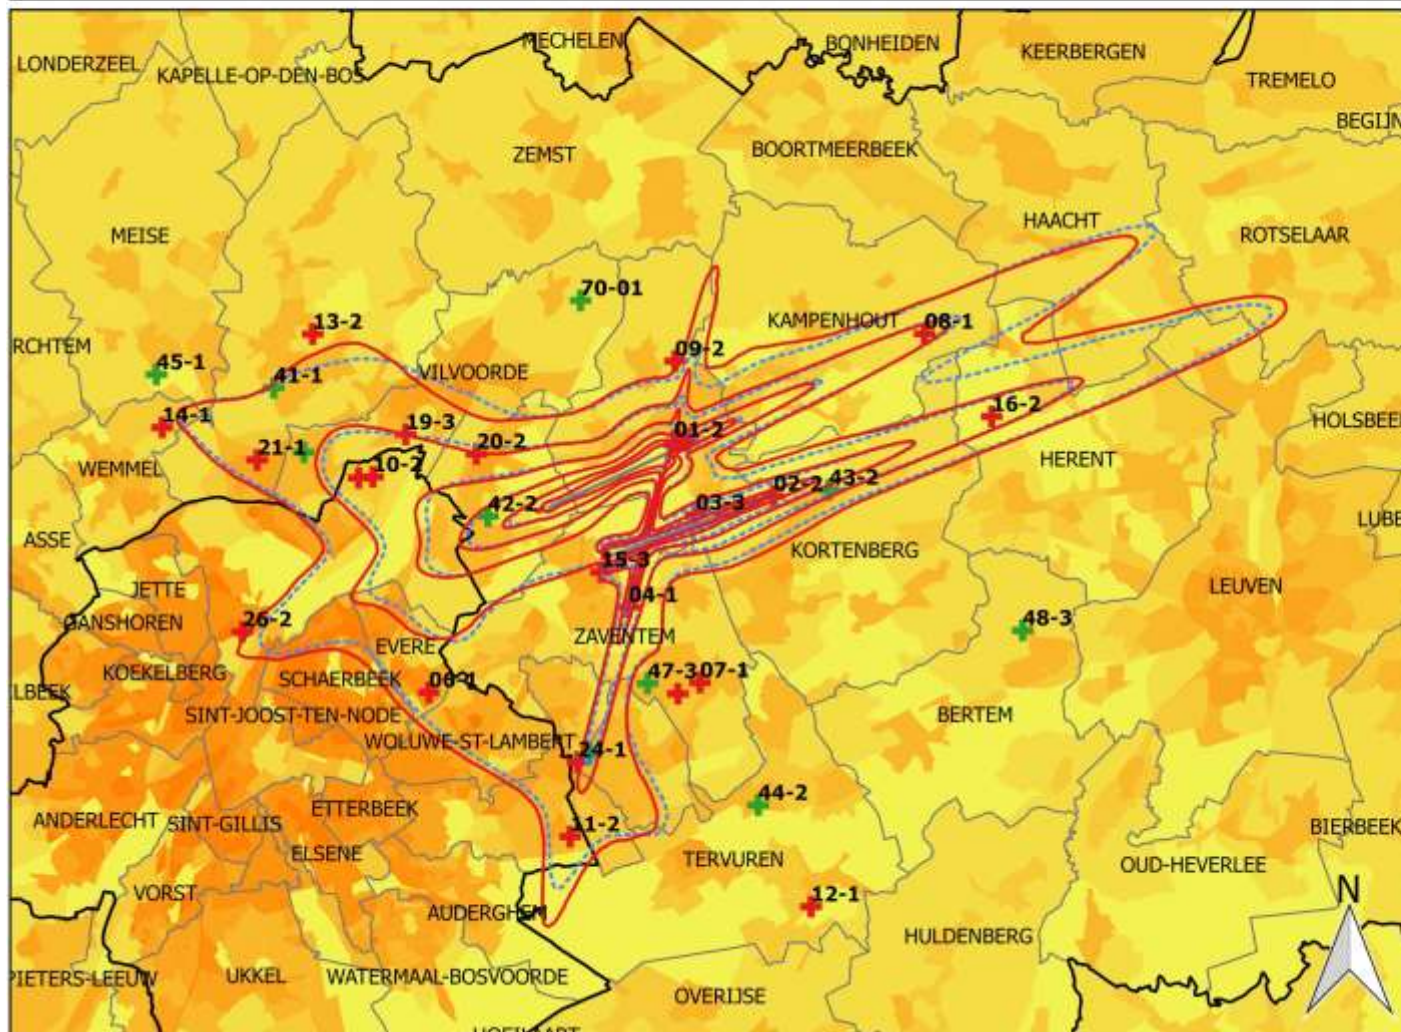 MECHELEN
BONHEIDEN
KEERBERGEN
LONDERZEEL
KAPELLE-OP-DEN-BOS
TREMELO
BEGIJN
ZEMST
BOORTMEERBEEK
HAACHT
MEISE
ROTSELAAR
70-01
13-2
KAMPENHOUT
08-1
RCHTEM
45-1
41-1
VILVOORDE
09-2
14-1
19-3
01-2
16-2
HOLSBEE
21-1
20-2
WEMMEL
10-2
HERENT
42-2
03-3
02-2
43-2
LUBE
ASSE
KORTENBERG
15-3
JETTE
LEUVEN
04-1
GANSHOREN
26-2
ZAVENTEM
48-3
EVERE
KOEKELBERG
SCHAERBEEK
06-1
47-3
07-1
ELBEEK
SINT-JOOST-TEN-NODE
BERTEM
WOLUWE-ST-LAMBERT
24-1
44-2
ETTERBEEK
ANDERLECHT
SINT-GILLIS
11-2
BIERBEEK
ELSENE
TERVUREN
OUD-HEVERLEE
VORST
12-1
N
AUDERGHEM
HULDENBERG
PIETERS-LEEUW
UKKEL
WATERMAAL-BOSVOORDE
OVERIJSE